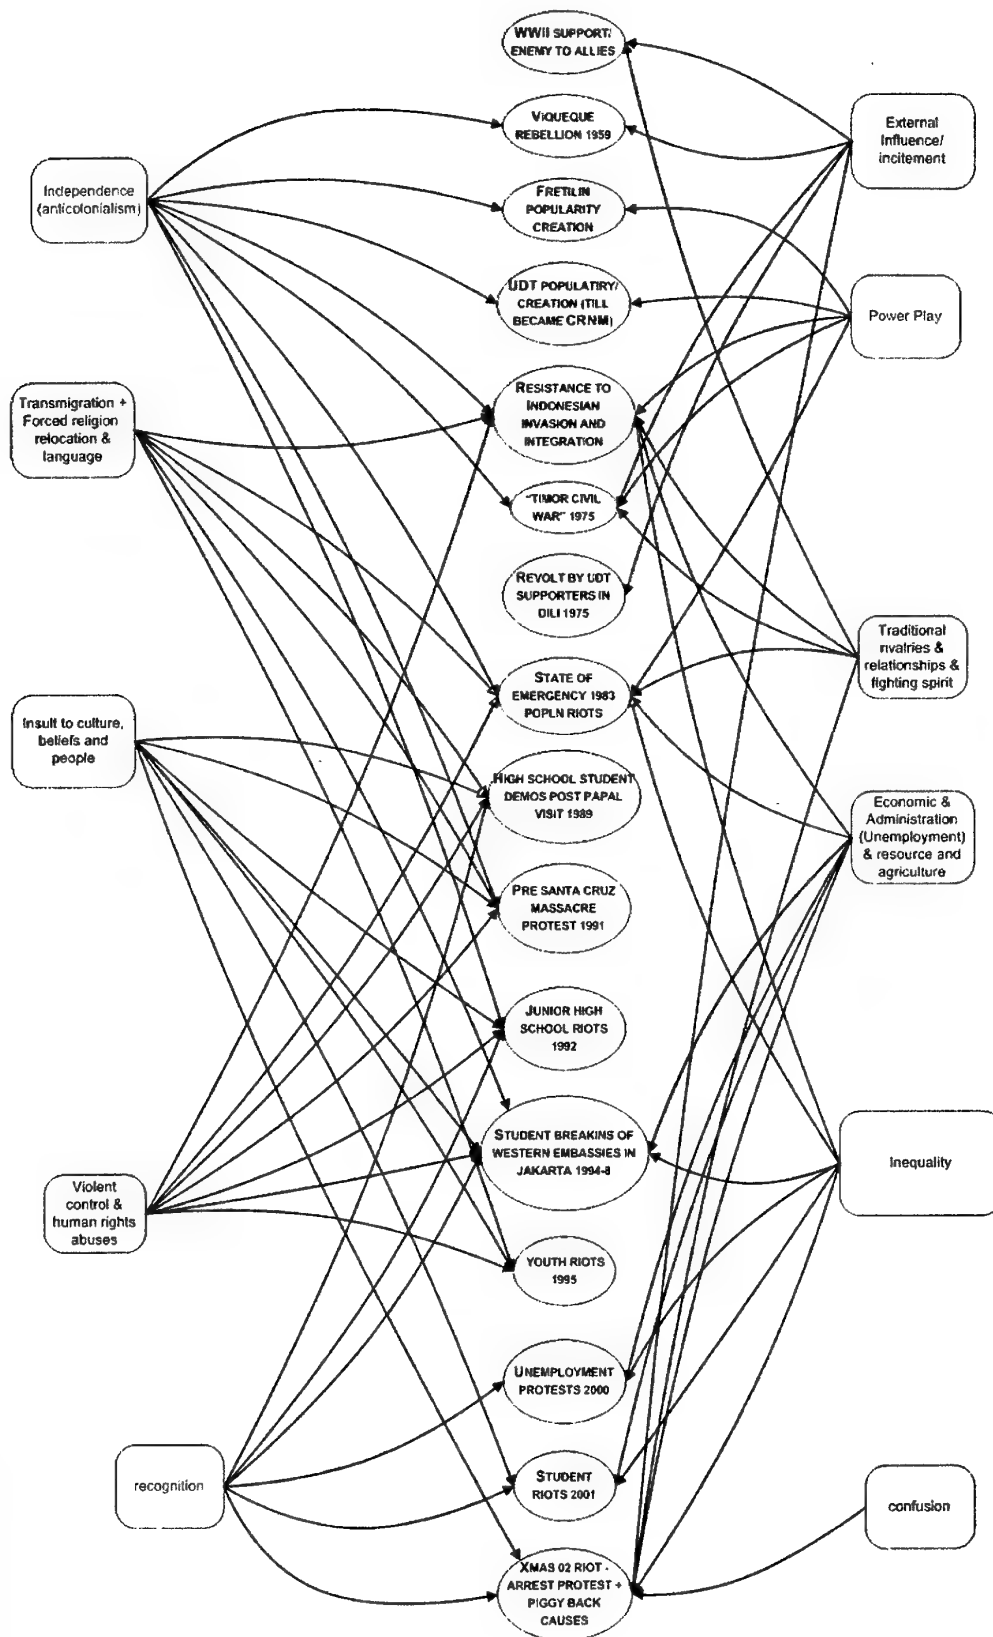 WWII SUPPORT/
ENEMY TO ALLIES
VIQUEQUE
REBELLION 1959
FRETILIN
POPULARITY
CREATION
UDT POPULATIRY/
CREATION (TILL
BECAME CRNM)
RESISTANCE TO
INDONESIAN
INVASION AND
INTEGRATION
"TIMOR CIVIL
WAR" 1975
REVOLT BY UDT
SUPPORTERS IN
DILI 1975
STATE OF
EMERGENCY 1983
POPLN RIOTS
HIGH SCHOOL STUDENT
DEMOS POST PAPAL
VISIT 1989
PRE SANTA CRUZ
MASSACRE
PROTEST 1991
JUNIOR HIGH
SCHOOL RIOTS
1992
STUDENT BREAKINS OF
WESTERN EMBASSIES IN
JAKARTA 1994-8
YOUTH RIOTS
1995
UNEMPLOYMENT
PROTESTS 2000
STUDENT
RIOTS 2001
XMAS 02 RIOT -
ARREST PROTEST +
PIGGY BACK
CAUSES
Independence
(anticolonialism)
Transmigration +
Forced religion
relocation &
language
Insult to culture,
beliefs and
people
Violent
control &
human rights
abuses
recognition
External
Influence/
incitement
Power Play
Traditional
rivalries &
relationships &
fighting spirit
Economic &
Administration
(Unemployment)
& resource and
agriculture
Inequality
confusion